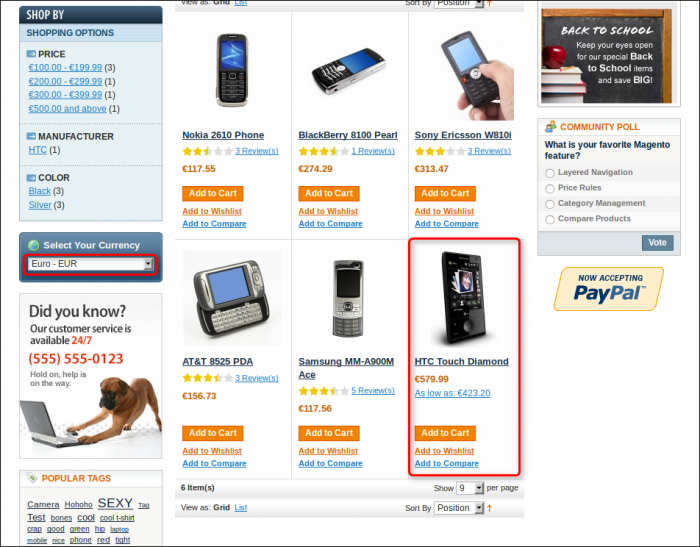 SHOP BY
SHOPPING OPTIONS
PRICE
€100.00 - €199.99 (3)
€200.00 - €299.99 (1)
€300.00 - €399.99 (1)
€500.00 and above (1)
MANUFACTURER
HTC (1)
COLOR
Black (3)
Silver (3)
Select Your Currency
Euro - EUR
Did you know?
Our customer service is
available 24/7
(555) 555-0123
Hold on, help is
on the way.
POPULAR TAGS
Camera Hohoho SEXY Tag
Test bones cool cool t-shirt
crap good green hip laptop
mobile nice phone red tight
View as: Grid List
Sort By Position
Nokia 2610 Phone
3 Review(s)
€117.55
Add to Cart
Add to Wishlist
Add to Compare
BlackBerry 8100 Pearl
1 Review(s)
€274.29
Add to Cart
Add to Wishlist
Add to Compare
Sony Ericsson W810i
3 Review(s)
€313.47
Add to Cart
Add to Wishlist
Add to Compare
AT&T 8525 PDA
3 Review(s)
€156.73
Add to Cart
Add to Wishlist
Add to Compare
Samsung MM-A900M
Ace
5 Review(s)
€117.56
Add to Cart
Add to Wishlist
Add to Compare
HTC Touch Diamond
€579.99
As low as: €423.20
Add to Cart
Add to Wishlist
Add to Compare
6 Item(s)
Show 9 per page
View as: Grid List
Sort By Position
BACK TO SCHOOL
Keep your eyes open
for our special Back
to School items
and save BIG!
COMMUNITY POLL
What is your favorite Magento
feature?
Layered Navigation
Price Rules
Category Management
Compare Products
Vote
NOW ACCEPTING
PayPal